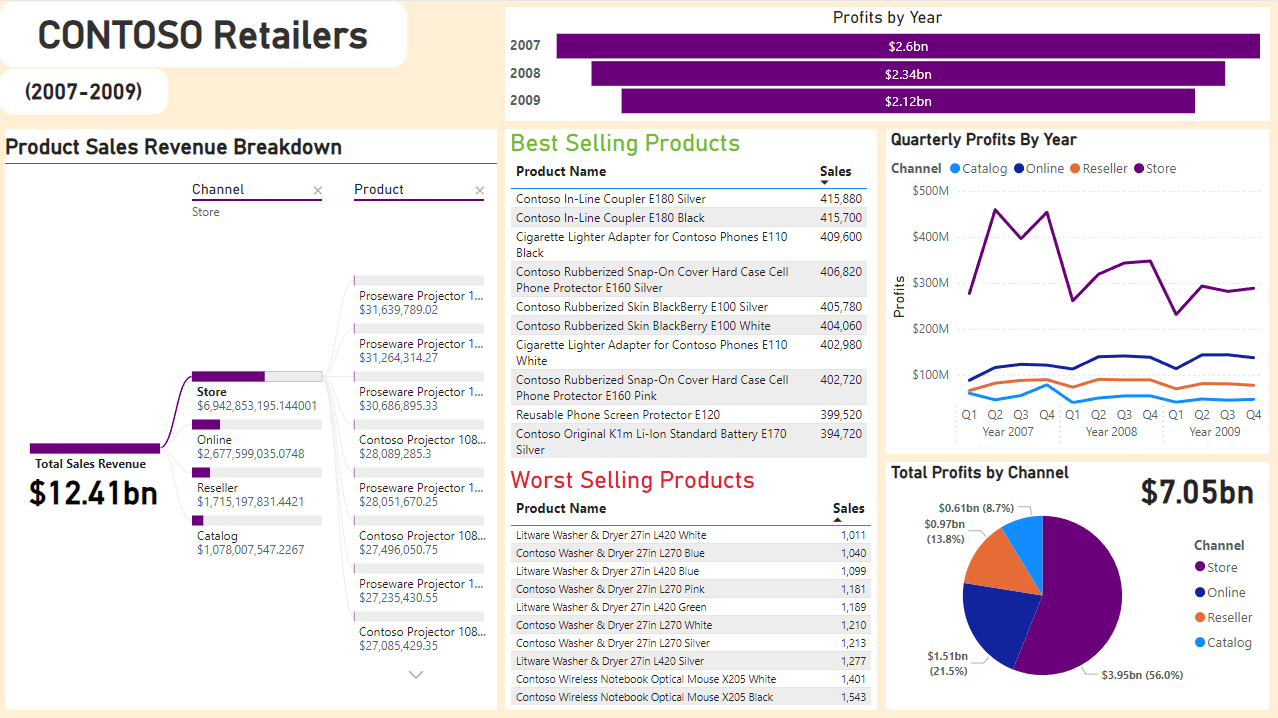 CONTOSO Retailers
(2007-2009)
Profits by Year
2007
$2.6bn
2008
$2.34bn
2009
$2.12bn
Product Sales Revenue Breakdown
Channel
Store
Product
Total Sales Revenue
$12.41bn
Store
$6,942,853,195.144001
Online
$2,677,599,035.0748
Reseller
$1,715,197,831.4421
Catalog
$1,078,007,547.2267
Proseware Projector 1...
$31,639,789.02
Proseware Projector 1...
$31,264,314.27
Proseware Projector 1...
$30,686,895.33
Contoso Projector 108...
$28,089,285.3
Proseware Projector 1...
$28,051,670.25
Contoso Projector 108...
$27,496,050.75
Proseware Projector 1...
$27,235,430.55
Contoso Projector 108...
$27,085,429.35
Best Selling Products
Product Name Sales
Contoso In-Line Coupler E180 Silver 415,880
Contoso In-Line Coupler E180 Black 415,700
Cigarette Lighter Adapter for Contoso Phones E110 409,600
Black
Contoso Rubberized Snap-On Cover Hard Case Cell 406,820
Phone Protector E160 Silver
Contoso Rubberized Skin BlackBerry E100 Silver 405,780
Contoso Rubberized Skin BlackBerry E100 White 404,060
Cigarette Lighter Adapter for Contoso Phones E110 402,980
White
Contoso Rubberized Snap-On Cover Hard Case Cell 402,720
Phone Protector E160 Pink
Reusable Phone Screen Protector E120 399,520
Contoso Original K1m Li-Ion Standard Battery E170 394,720
Silver
Worst Selling Products
Product Name Sales
Litware Washer & Dryer 27in L420 White 1,011
Contoso Washer & Dryer 27in L270 Blue 1,040
Litware Washer & Dryer 27in L420 Blue 1,099
Contoso Washer & Dryer 27in L270 Pink 1,181
Litware Washer & Dryer 27in L420 Green 1,189
Contoso Washer & Dryer 27in L270 White 1,210
Contoso Washer & Dryer 27in L270 Silver 1,213
Litware Washer & Dryer 27in L420 Silver 1,277
Contoso Wireless Notebook Optical Mouse X205 White 1,401
Contoso Wireless Notebook Optical Mouse X205 Black 1,543
Quarterly Profits By Year
Channel Catalog Online Reseller Store
Profits
$500M
$400M
$300M
$200M
$100M
Q1 Q2 Q3 Q4 Q1 Q2 Q3 Q4 Q1 Q2 Q3 Q4
Year 2007 Year 2008 Year 2009
Total Profits by Channel
$7.05bn
$0.61bn (8.7%)
$0.97bn
(13.8%)
$1.51bn
(21.5%)
$3.95bn (56.0%)
Channel
Store
Online
Reseller
Catalog